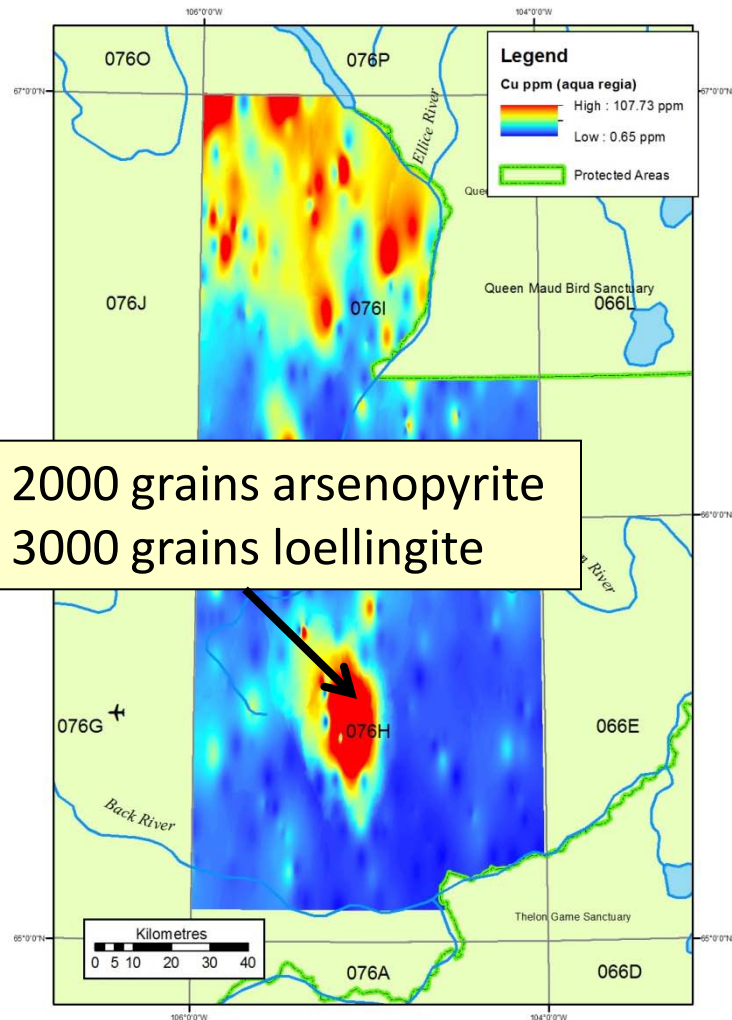 106°0'0"W
104°0'0"W
076O
076P
Legend
Cu ppm (aqua regia)
High : 107.73 ppm
Low : 0.65 ppm
Protected Areas
67°0'0"N
67°0'0"N
Ellice River
Que
Queen Maud Bird Sanctuary
076J
076I
066L
2000 grains arsenopyrite
3000 grains loellingite
66°0'0"N
River
076G
076H
066E
Back River
Thelon Game Sanctuary
65°0'0"N
65°0'0"N
Kilometres
0 5 10 20 30 40
076A
066D
106°0'0"W
104°0'0"W